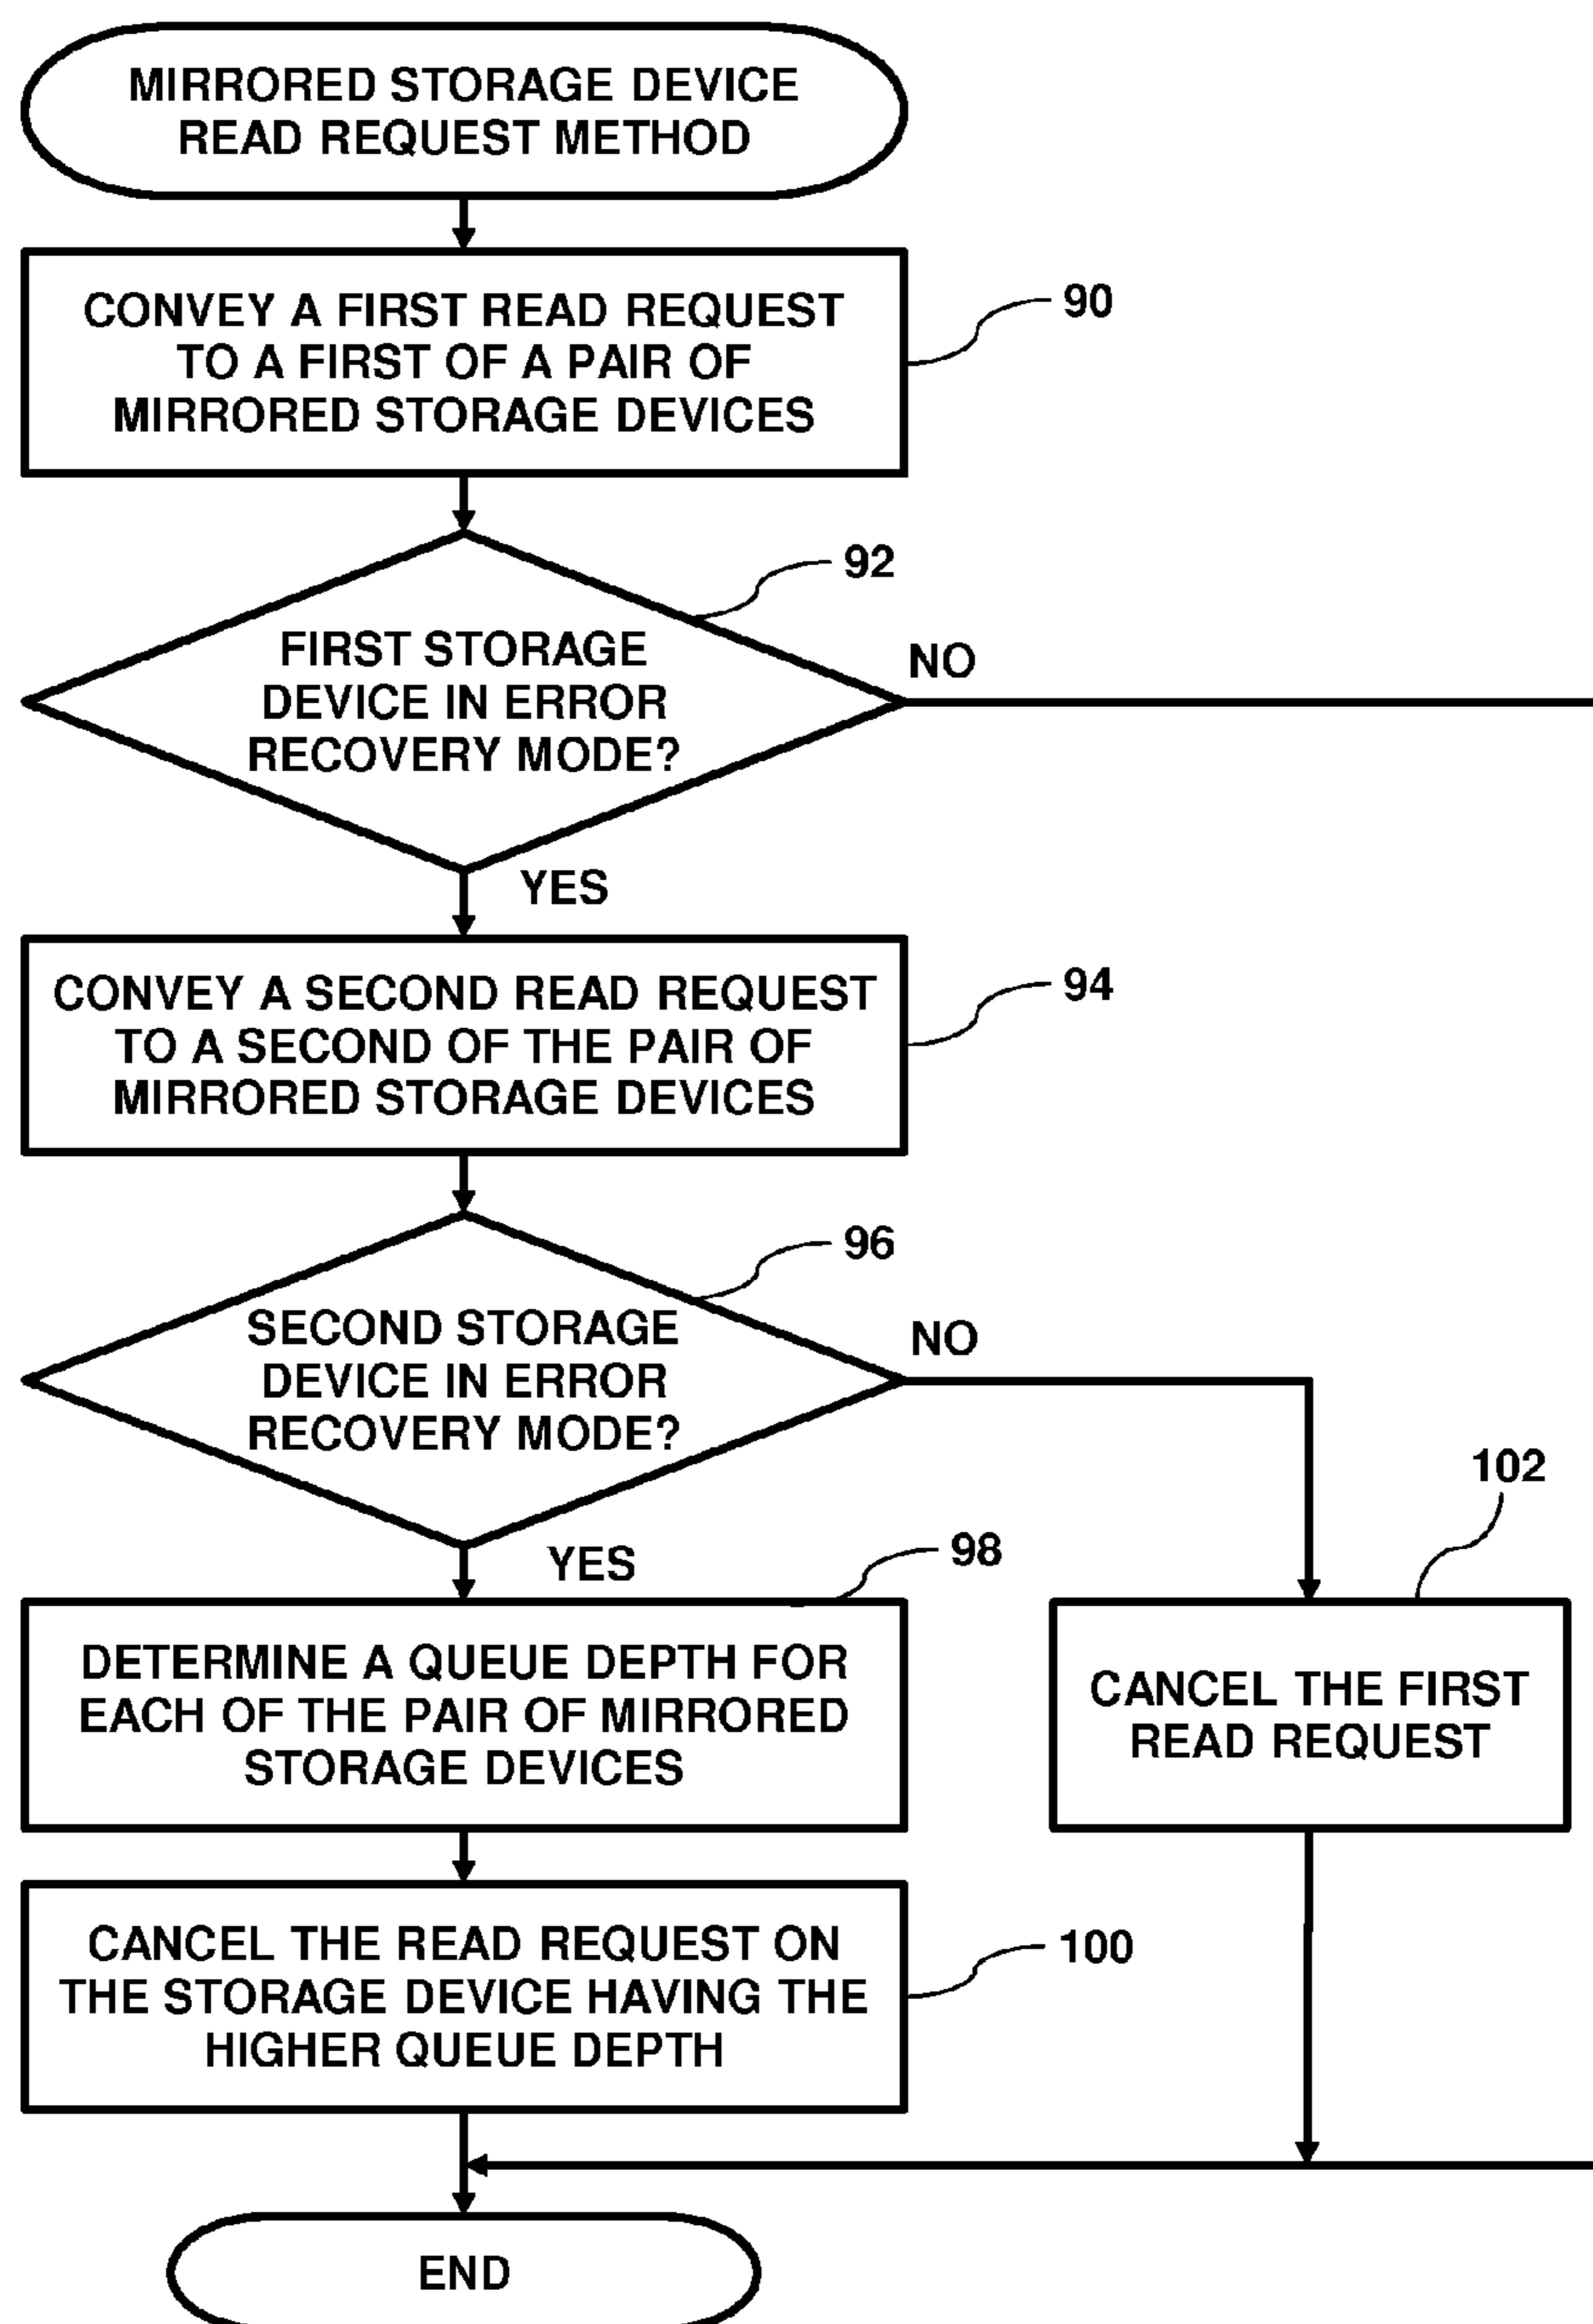 MIRRORED STORAGE DEVICE
READ REQUEST METHOD
CONVEY A FIRST READ REQUEST
TO A FIRST OF A PAIR OF
MIRRORED STORAGE DEVICES
90
92
FIRST STORAGE
DEVICE IN ERROR
RECOVERY MODE?
NO
YES
CONVEY A SECOND READ REQUEST
TO A SECOND OF THE PAIR OF
MIRRORED STORAGE DEVICES
94
96
SECOND STORAGE
DEVICE IN ERROR
RECOVERY MODE?
NO
YES
98
DETERMINE A QUEUE DEPTH FOR
EACH OF THE PAIR OF MIRRORED
STORAGE DEVICES
102
CANCEL THE FIRST
READ REQUEST
CANCEL THE READ REQUEST ON
THE STORAGE DEVICE HAVING THE
HIGHER QUEUE DEPTH
100
END